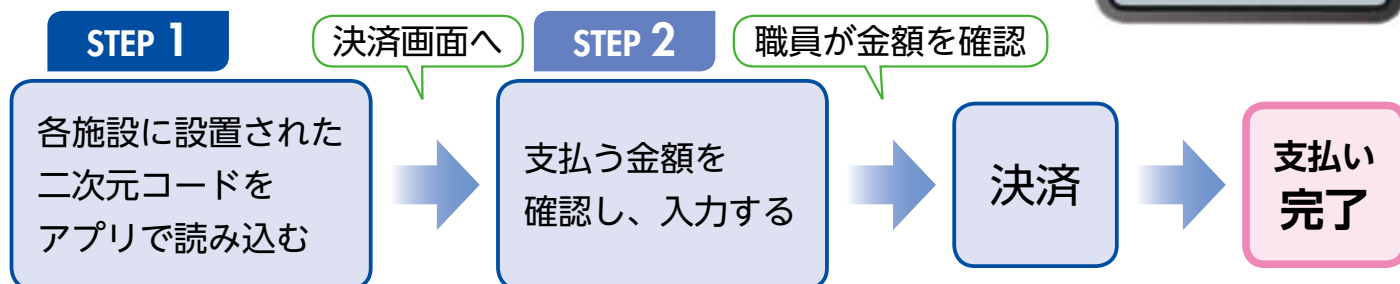 STEP 1
各施設に設置された
二次元コードを
アプリで読み込む
決済画面へ
STEP 2
支払う金額を
確認し、入力する
職員が金額を確認
決済
支払い
完了